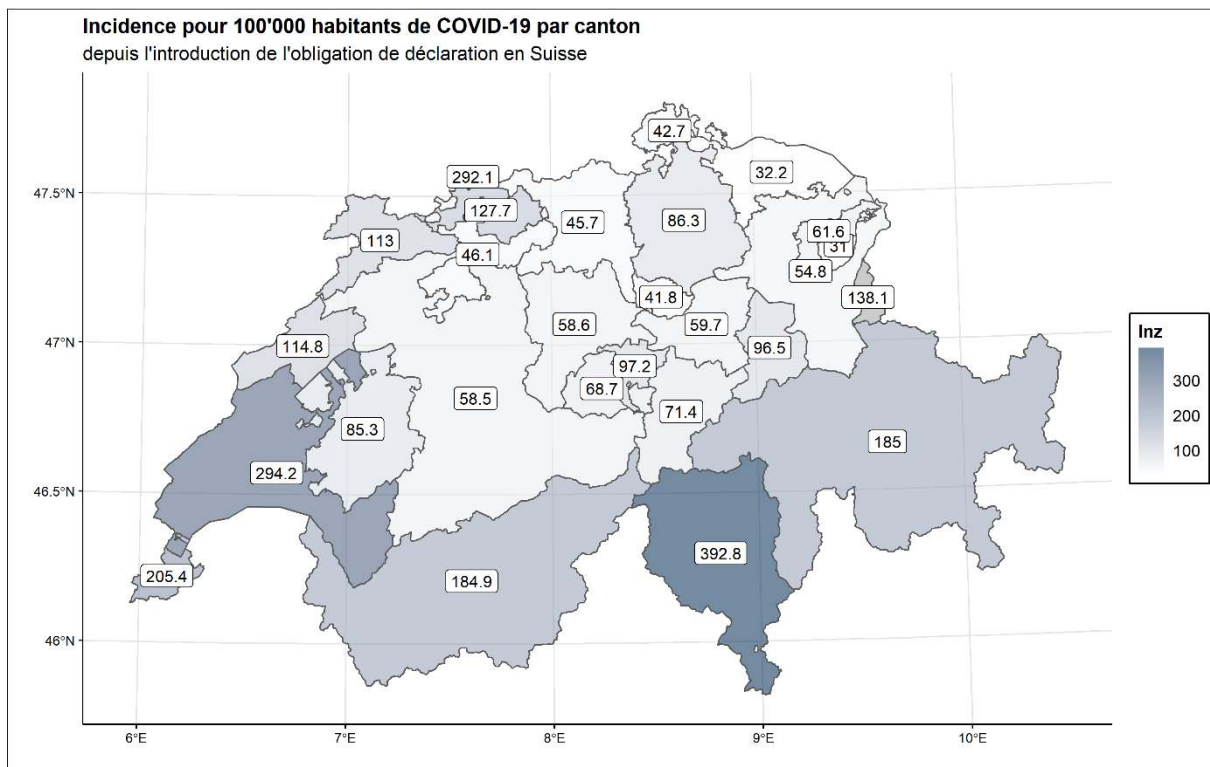 Incidence pour 100'000 habitants de COVID-19 par canton
depuis l'introduction de l'obligation de déclaration en Suisse
42.7
47.5°N
292.1
32.2
127.7
45.7
86.3
61.6
113
31
46.1
54.8
41.8
138.1
58.6
59.7
47°N
114.8
96.5
Inz
97.2
300
68.7
58.5
71.4
200
85.3
185
100
294.2
46.5°N
392.8
205.4
184.9
46°N
6°E
7°E
8°E
9°E
10°E